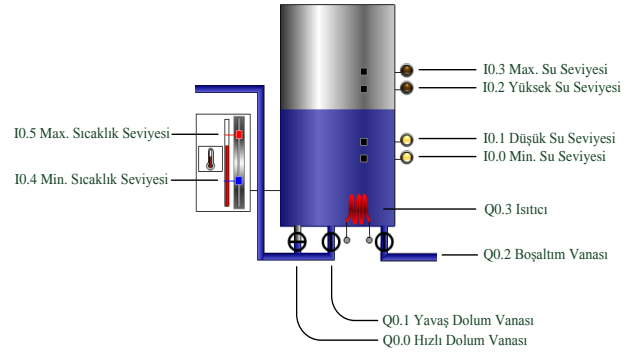 I0.3 Max. Su Seviyesi
I0.2 Yüksek Su Seviyesi
I0.5 Max. Sıcaklık Seviyesi
I0.1 Düşük Su Seviyesi
I0.0 Min. Su Seviyesi
I0.4 Min. Sıcaklık Seviyesi
Q0.3 Isıtıcı
Q0.2 Boşaltım Vanası
Q0.1 Yavaş Dolum Vanası
Q0.0 Hızlı Dolum Vanası